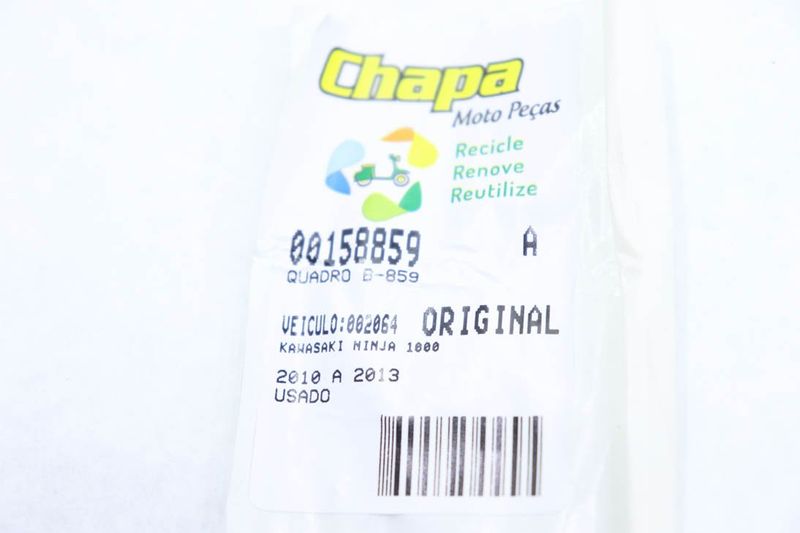 Chapa
Moto Peças
Recicle
Renove
Reutilize
00158859 A
QUADRO B-859
VEICULO:002064 ORIGINAL
KAWASAKI NINJA 1000
2010 A 2013
USADO